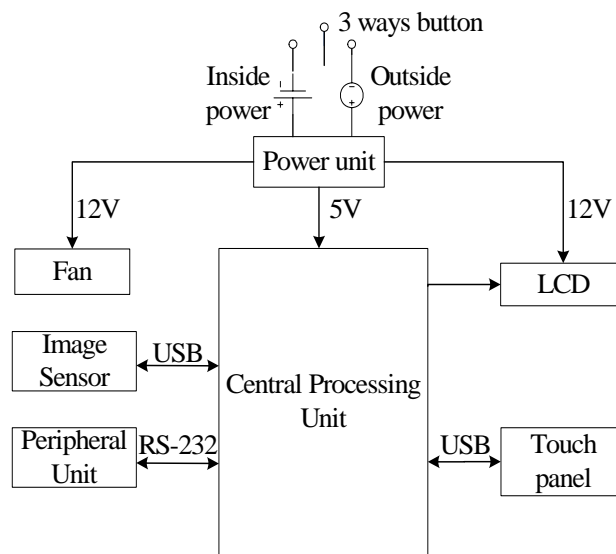 3 ways button
Inside
power
Outside
power
-
+
-
+
Power unit
12V
5V
12V
Fan
LCD
Image
Sensor
USB
Central Processing
Unit
Peripheral
Unit
RS-232
USB
Touch
panel